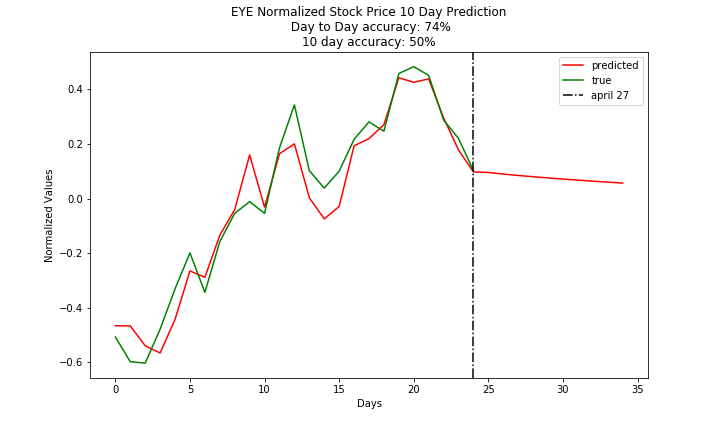 EYE Normalized Stock Price 10 Day Prediction
Day to Day accuracy: 74%
10 day accuracy: 50%
predicted
true
april 27
Normalized Values
0.4
0.2
0.0
−0.2
−0.4
−0.6
0 5 10 15 20 25 30 35
Days